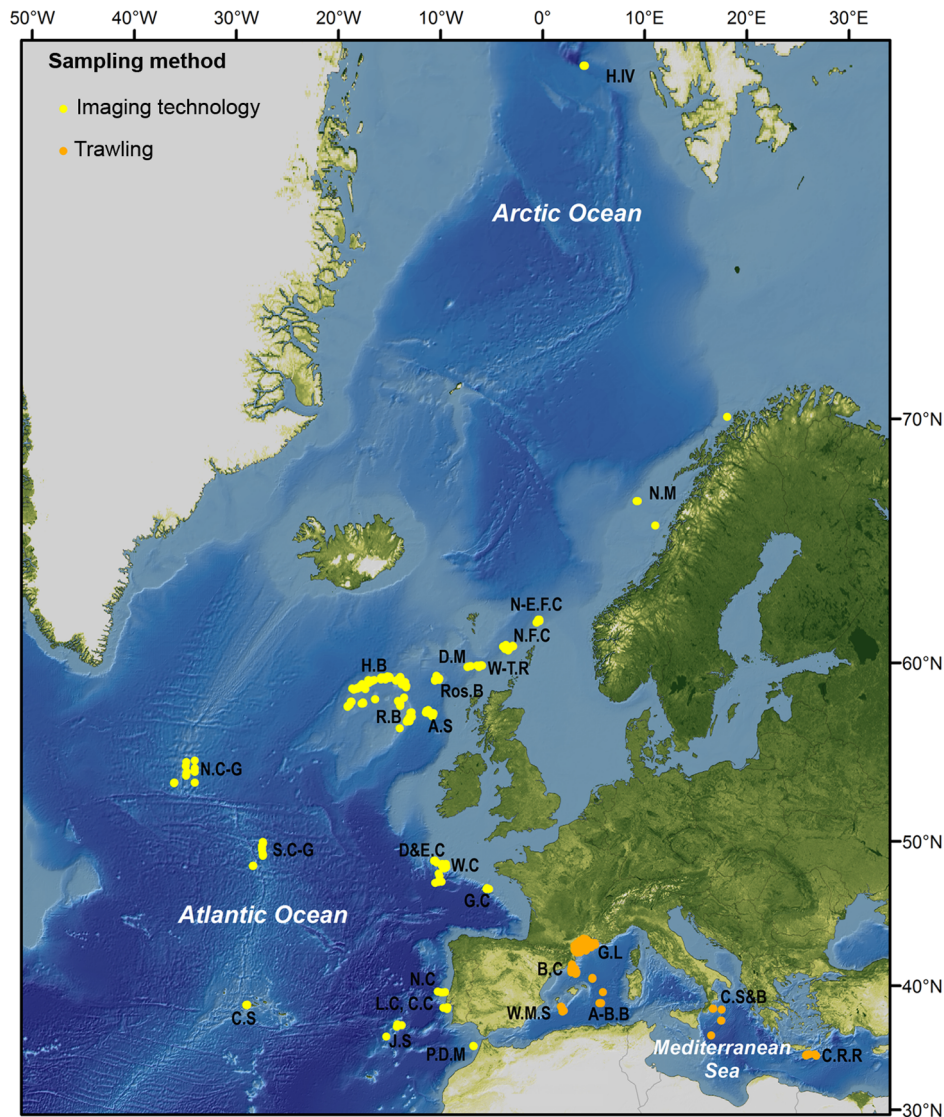 50°W 40°W 30°W 20°W 10°W 0° 10°E 20°E 30°E
Sampling method
Imaging technology
Trawling
H.IV
Arctic Ocean
70°N
N.M
N-E.F.C
N.F.C
D.M
W-T.R
60°N
H.B
Ros.B
R.B
A.S
N.C-G
50°N
D&E.C
S.C-G
W.C
G.C
Atlantic Ocean
G.L
B.C
N.C
40°N
C.S&B
L.C, C.C
W.M.S
A-B.B
C.S
J.S
P.D.M
Mediterranean
Sea
C.R.R
30°N